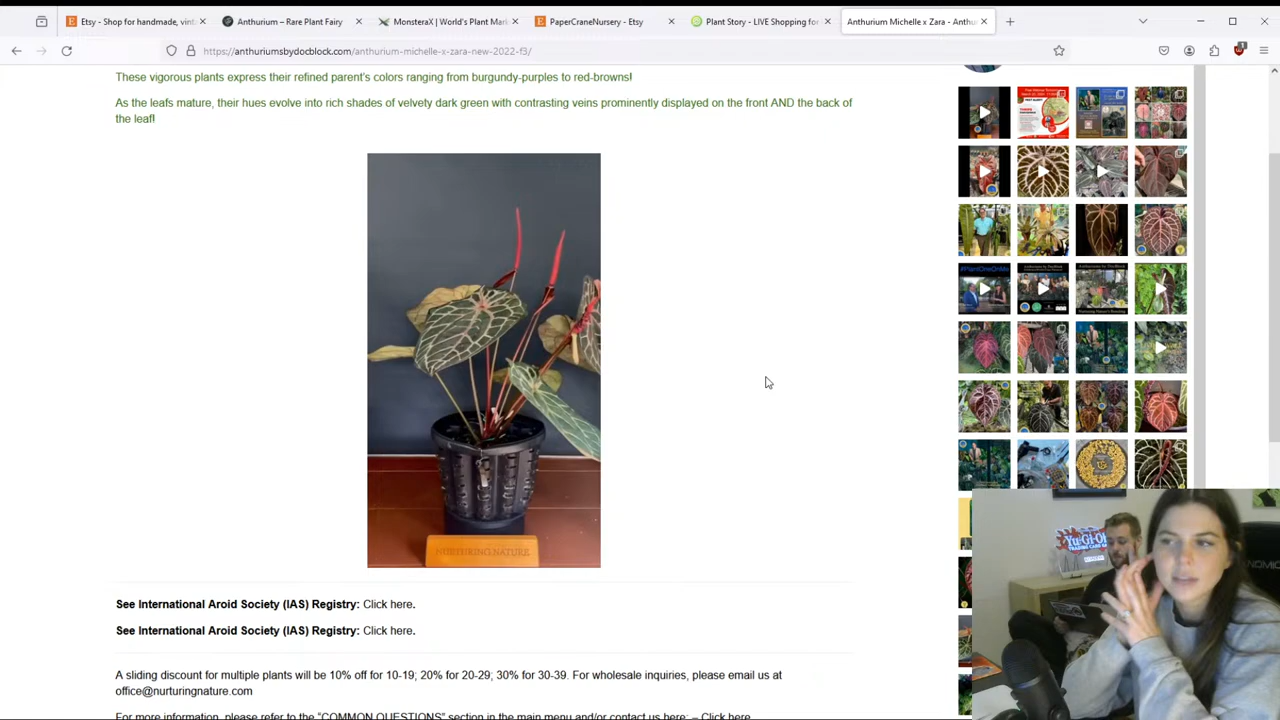 Etsy - Shop for handmade, vint
Anthurium – Rare Plant Fairy
MonsteraX | World's Plant Mark
PaperCraneNursery - Etsy
Plant Story - LIVE Shopping for
Anthurium Michelle x Zara - Anthu
https://anthuriumsbydocblock.com/anthurium-michelle-x-zara-new-2022-f3/
These vigorous plants express their refined parent's colors ranging from burgundy-purples to red-browns!
As the leafs mature, their hues evolve into rich shades of velvety dark green with contrasting veins prominently displayed on the front AND the back of
the leaf!
NURTURING NATURE
See International Aroid Society (IAS) Registry: Click here.
See International Aroid Society (IAS) Registry: Click here.
A sliding discount for multiple plants will be 10% off for 10-19; 20% for 20-29; 30% for 30-39. For wholesale inquiries, please email us at
office@nurturingnature.com
For more information, please refer to the "COMMON QUESTIONS" section in the main menu and/or contact us here: – Click here
#PlantOneOnMe
Yu-Gi-Oh!
TRADING CARD GAME